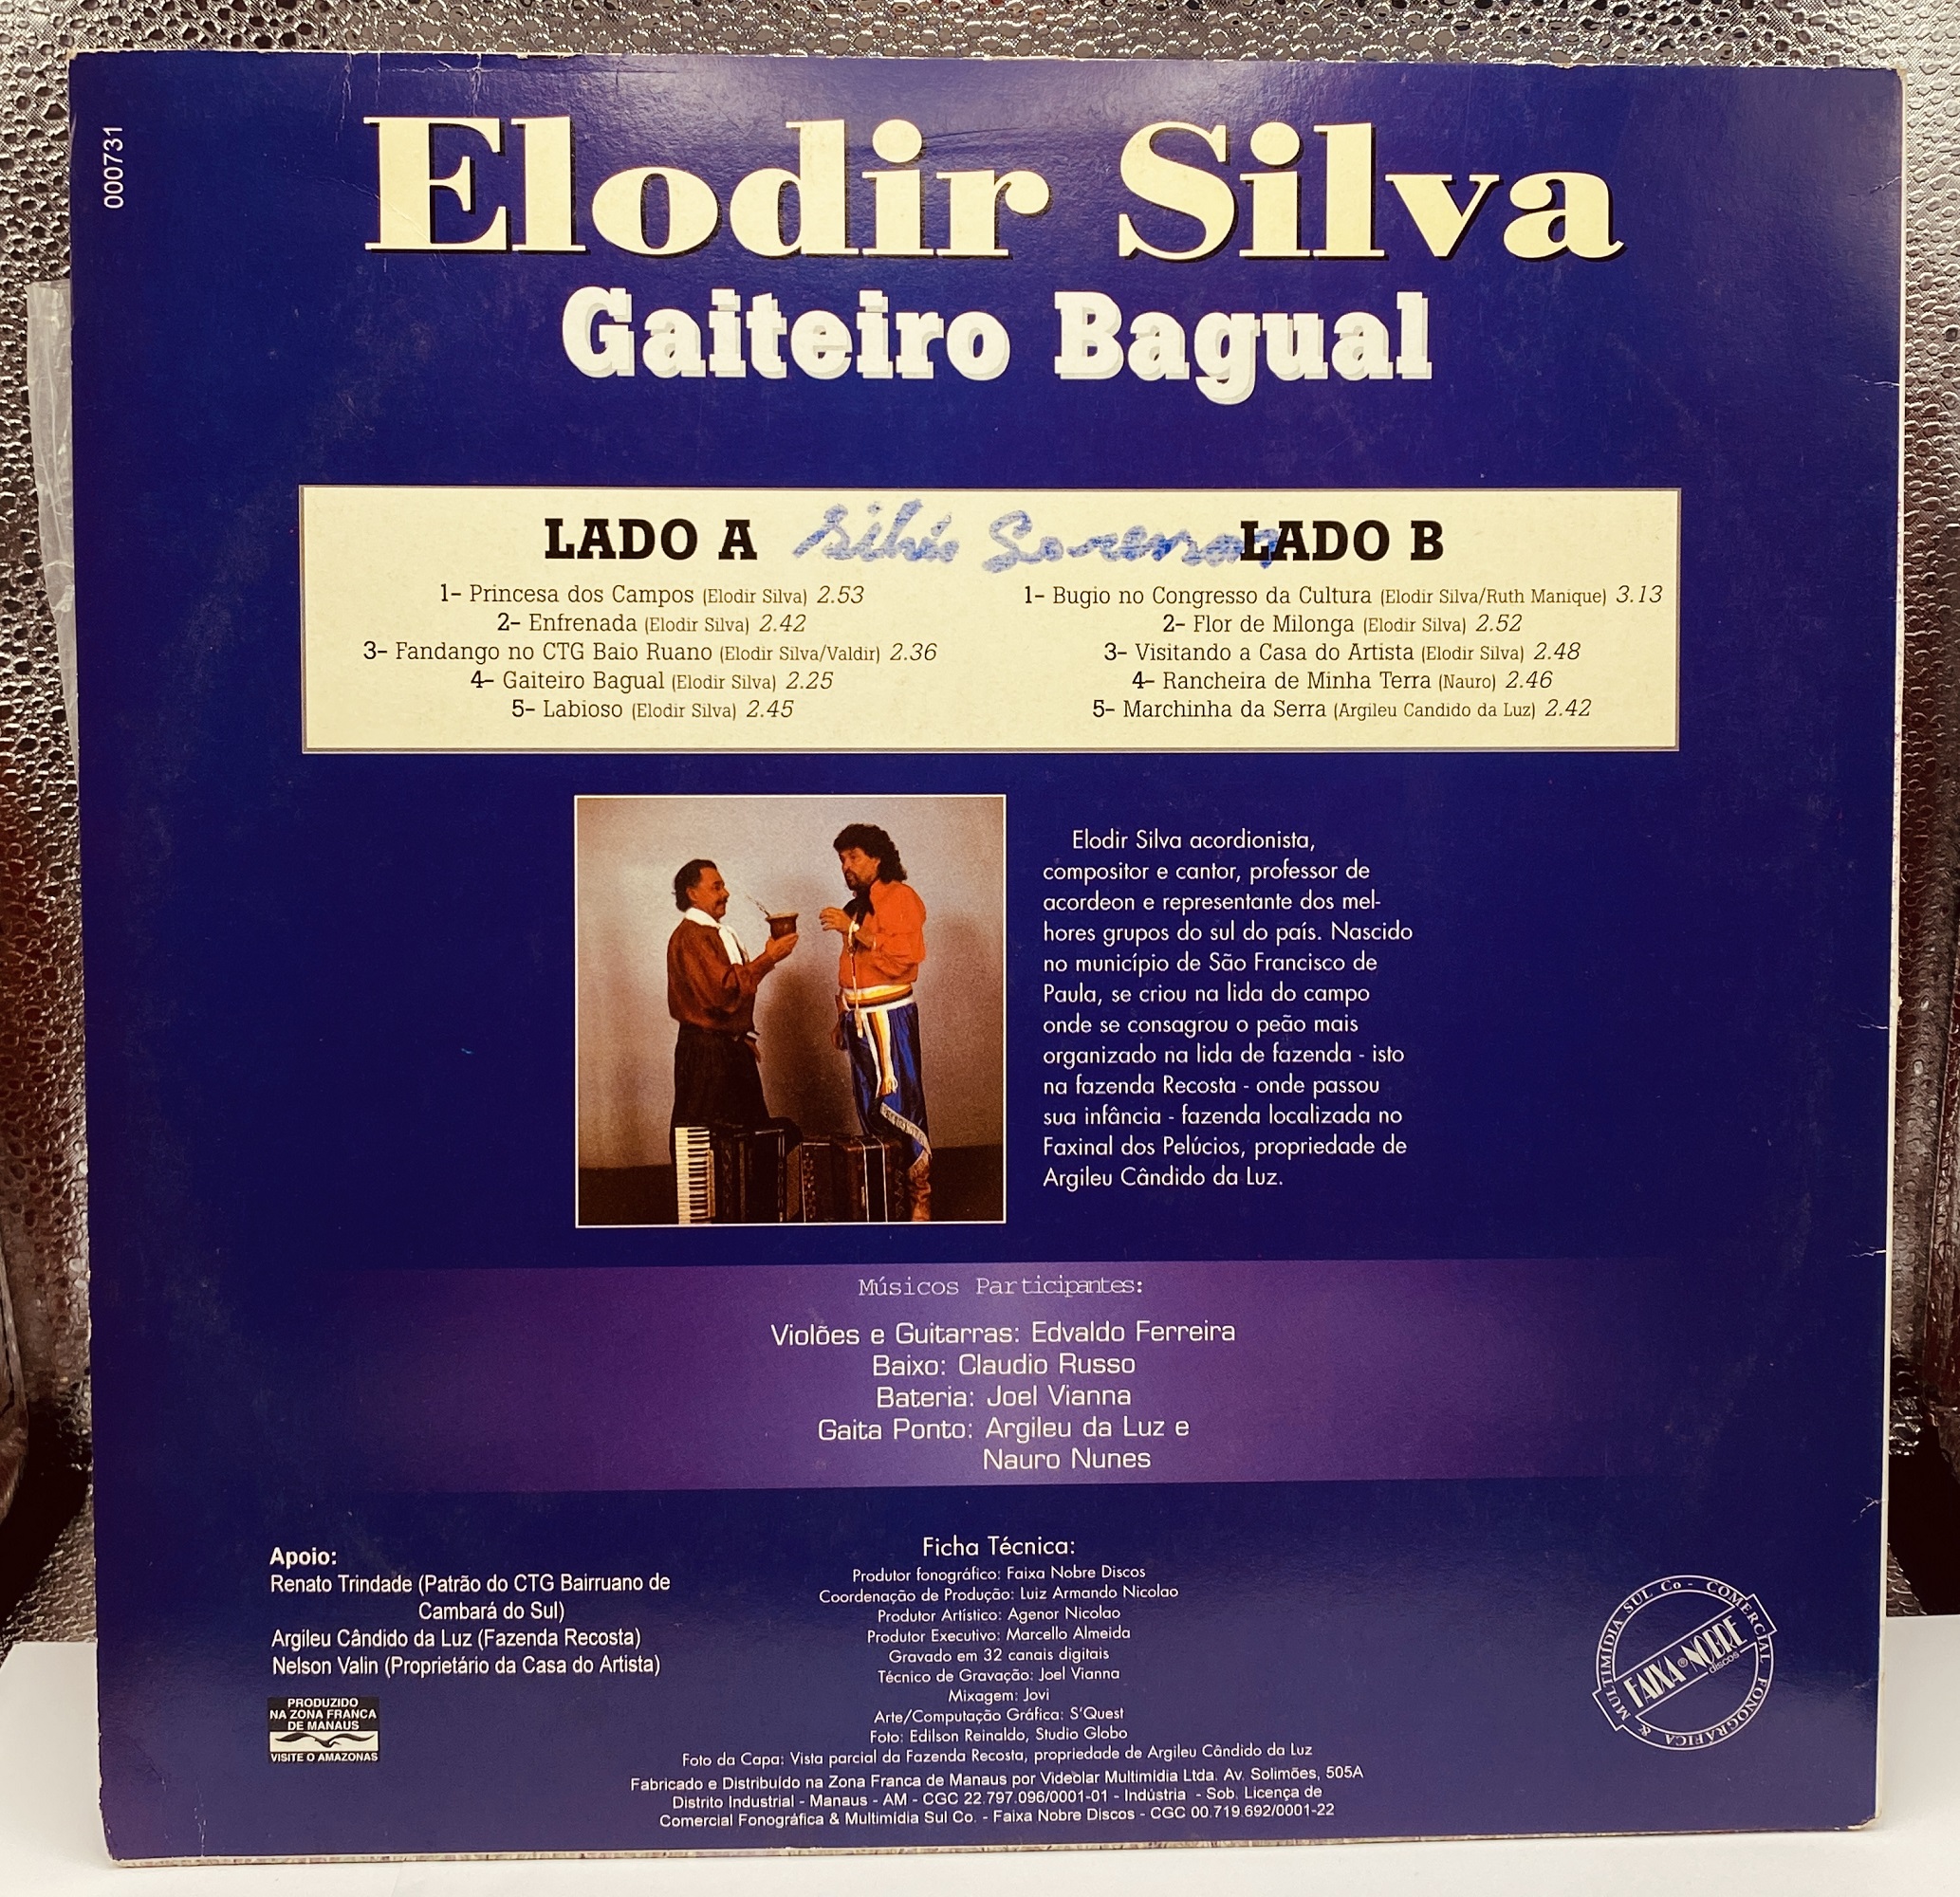 000731
Elodir Silva
Gaiteiro Bagual
LADO A
1- Princesa dos Campos (Elodir Silva) 2.53
2- Enfrenada (Elodir Silva) 2.42
3- Fandango no CTG Baio Ruano (Elodir Silva/Valdir) 2.36
4- Gaiteiro Bagual (Elodir Silva) 2.25
5- Labioso (Elodir Silva) 2.45
LADO B
1- Bugio no Congresso da Cultura (Elodir Silva/Ruth Manique) 3.13
2- Flor de Milonga (Elodir Silva) 2.52
3- Visitando a Casa do Artista (Elodir Silva) 2.48
4- Rancheira de Minha Terra (Nauro) 2.46
5- Marchinha da Serra (Argileu Candido da Luz) 2.42
Elodir Silva acordionista,
compositor e cantor, professor de
acordeon e representante dos mel-
hores grupos do sul do país. Nascido
no município de São Francisco de
Paula, se criou na lida do campo
onde se consagrou o peão mais
organizado na lida de fazenda - isto
na fazenda Recosta - onde passou
sua infância - fazenda localizada no
Faxinal dos Pelúcios, propriedade de
Argileu Cândido da Luz.
Músicos Participantes:
Violões e Guitarras: Edvaldo Ferreira
Baixo: Claudio Russo
Bateria: Joel Vianna
Gaita Ponto: Argileu da Luz e
Nauro Nunes
Apoio:
Renato Trindade (Patrão do CTG Bairruano de
Cambará do Sul)
Argileu Cândido da Luz (Fazenda Recosta)
Nelson Valin (Proprietário da Casa do Artista)
PRODUZIDO
NA ZONA FRANCA
DE MANAUS
VISITE O AMAZONAS
Ficha Técnica:
Produtor fonográfico: Faixa Nobre Discos
Coordenação de Produção: Luiz Armando Nicolao
Produtor Artístico: Agenor Nicolao
Produtor Executivo: Marcello Almeida
Gravado em 32 canais digitais
Técnico de Gravação: Joel Vianna
Mixagem: Jovi
Arte/Computação Gráfica: S'Quest
Foto: Edilson Reinaldo, Studio Globo
Foto da Capa: Vista parcial da Fazenda Recosta, propriedade de Argileu Cândido da Luz
Fabricado e Distribuído na Zona Franca de Manaus por Videolar Multimídia Ltda. Av. Solimões, 505A
Distrito Industrial - Manaus - AM - CGC 22.797.096/0001-01 - Indústria - Sob. Licença de
Comercial Fonográfica & Multimídia Sul Co. - Faixa Nobre Discos - CGC 00.719.692/0001-22
COMERCIAL FONOGRÁFICA & MULTIMÍDIA SUL Co -
FAIXA NOBRE®
discos